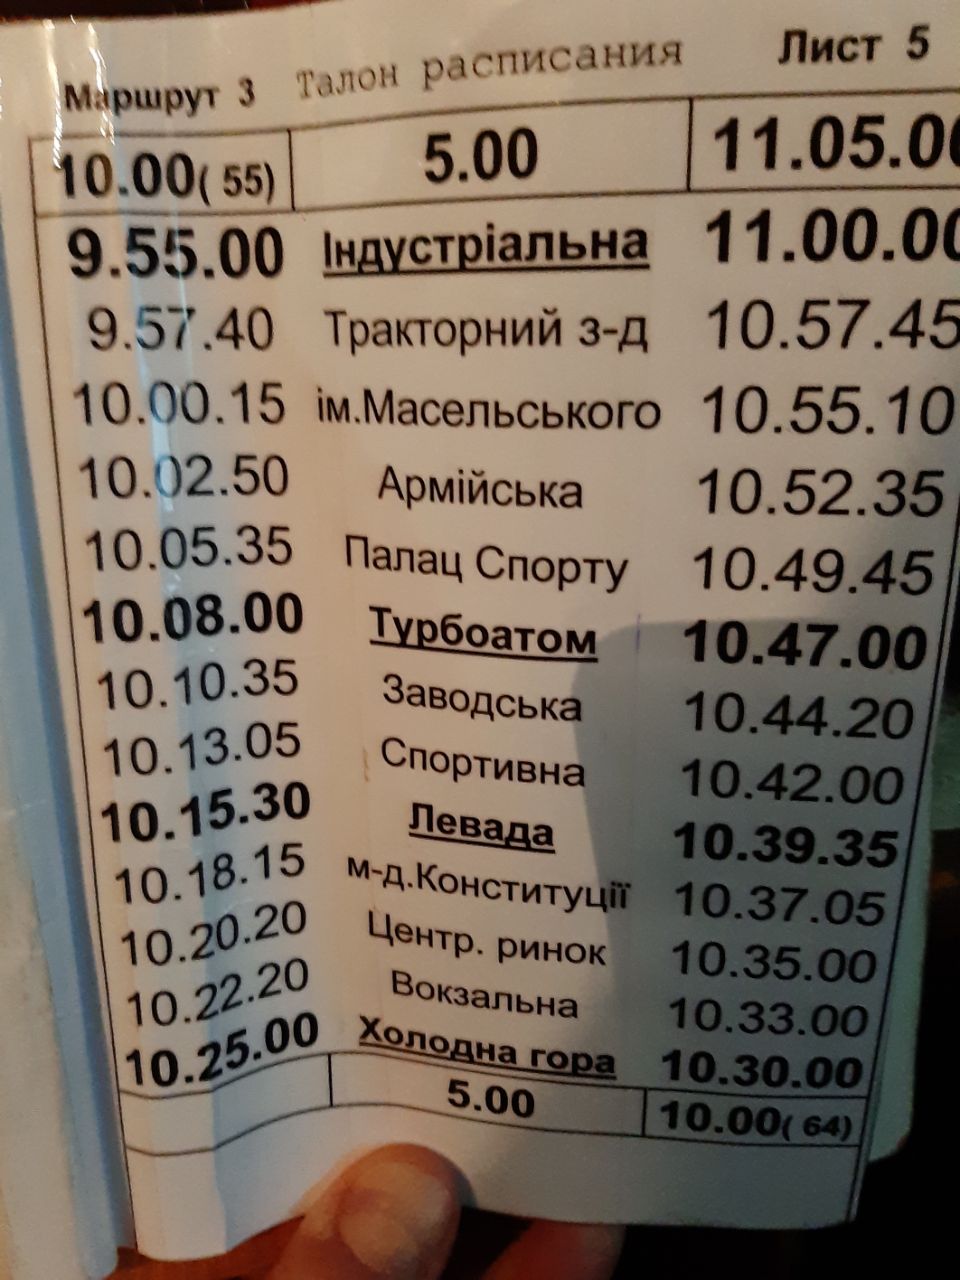 Маршрут 3 Талон расписания Лист 5
10.00( 55) 5.00 11.05.00
9.55.00 Індустріальна 11.00.00
9.57.40 Тракторний з-д 10.57.45
10.00.15 ім.Масельського 10.55.10
10.02.50 Армійська 10.52.35
10.05.35 Палац Спорту 10.49.45
10.08.00 Турбоатом 10.47.00
10.10.35 Заводська 10.44.20
10.13.05 Спортивна 10.42.00
10.15.30 Левада 10.39.35
10.18.15 м-д.Конституції 10.37.05
10.20.20 Центр. ринок 10.35.00
10.22.20 Вокзальна 10.33.00
10.25.00 Холодна гора 10.30.00
5.00 10.00( 64)